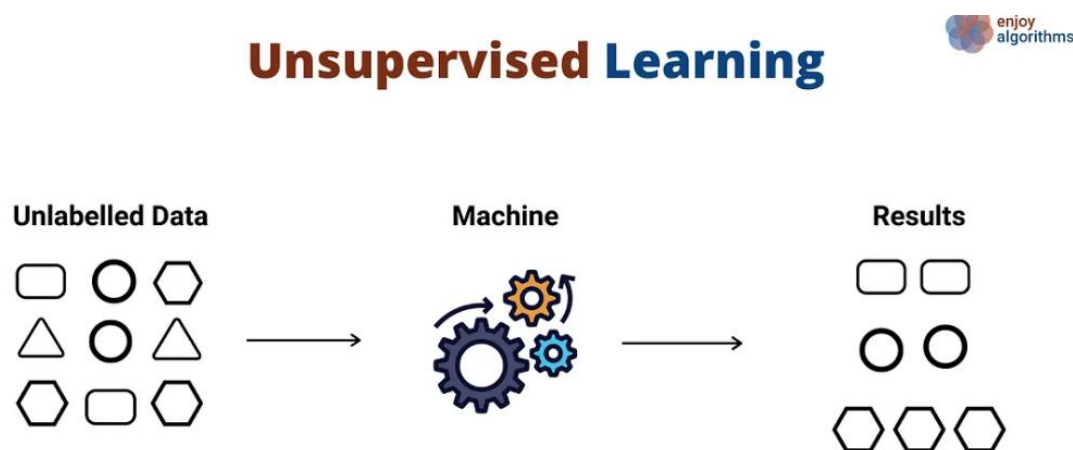 enjoy
algorithms
Unsupervised Learning
Unlabelled Data
Machine
Results